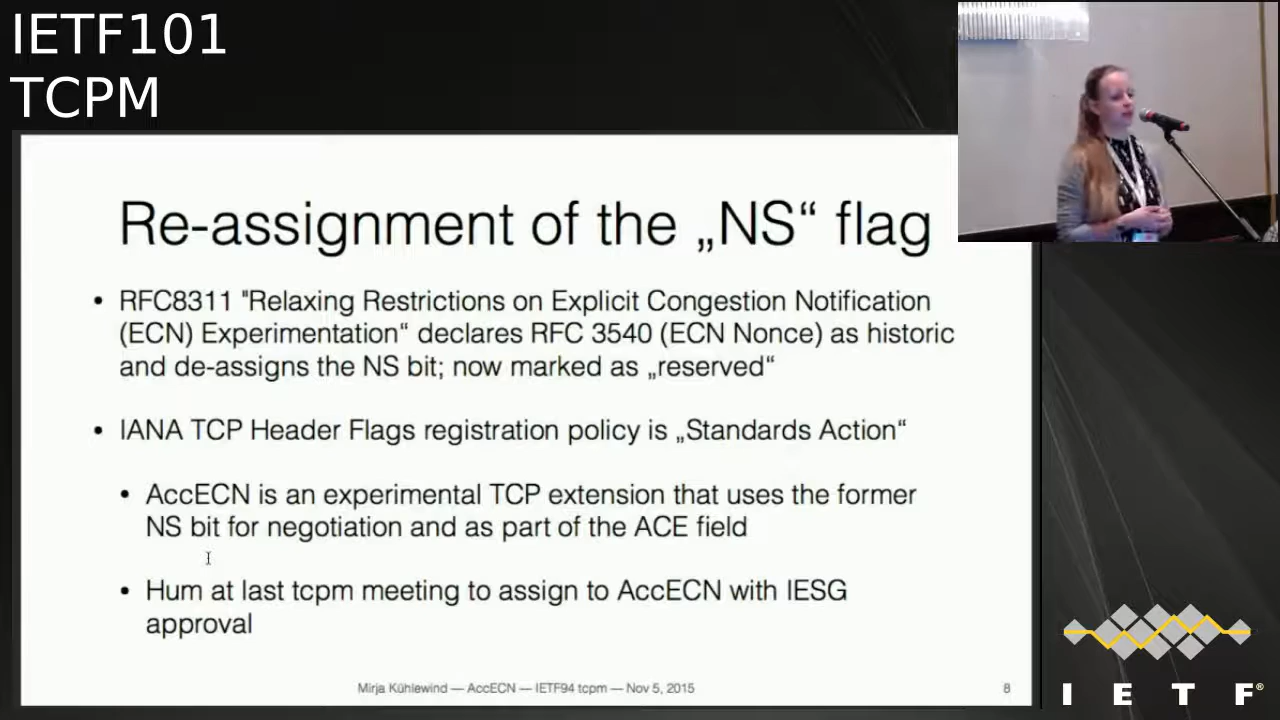 IETF101
TCPM
Re-assignment of the „NS“ flag
• RFC8311 "Relaxing Restrictions on Explicit Congestion Notification
(ECN) Experimentation“ declares RFC 3540 (ECN Nonce) as historic
and de-assigns the NS bit; now marked as „reserved“
• IANA TCP Header Flags registration policy is „Standards Action“
• AccECN is an experimental TCP extension that uses the former
NS bit for negotiation and as part of the ACE field
• Hum at last tcpm meeting to assign to AccECN with IESG
approval
Mirja Kühlewind — AccECN — IETF94 tcpm — Nov 5, 2015
8
I E T F®